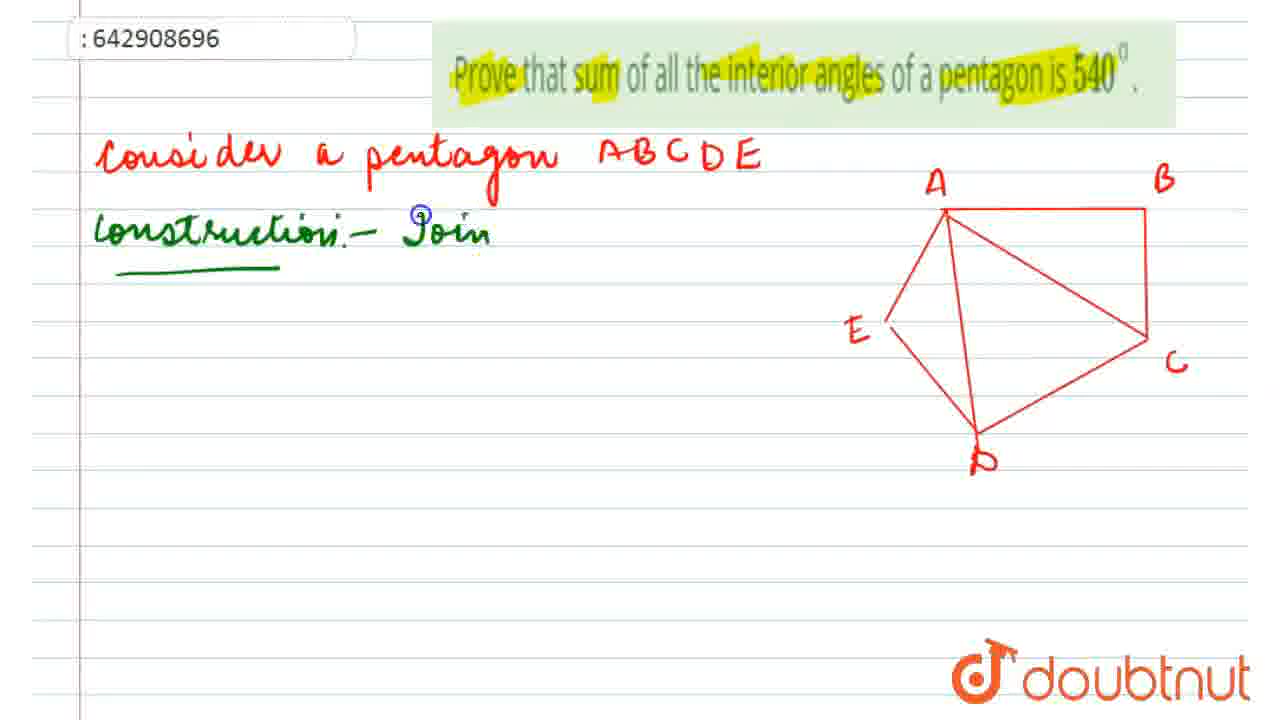 : 642908696
Prove that sum of all the interior angles of a pentagon is 540°.
Consider a pentagon ABCDE
Construction:- Join
A
B
E
C
D
doubtnut